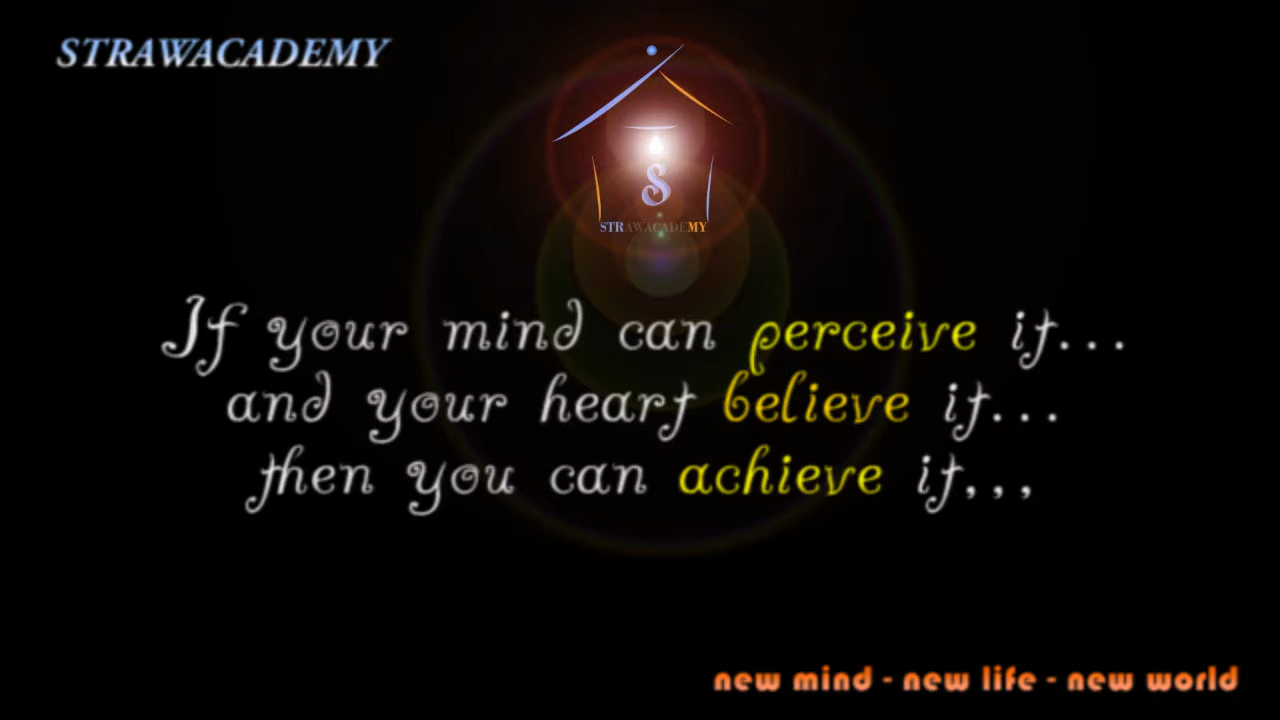 STRAWACADEMY
S
STRAWACADEMY
If your mind can perceive it...
and your heart believe it...
then you can achieve it,,,
new mind - new life - new world